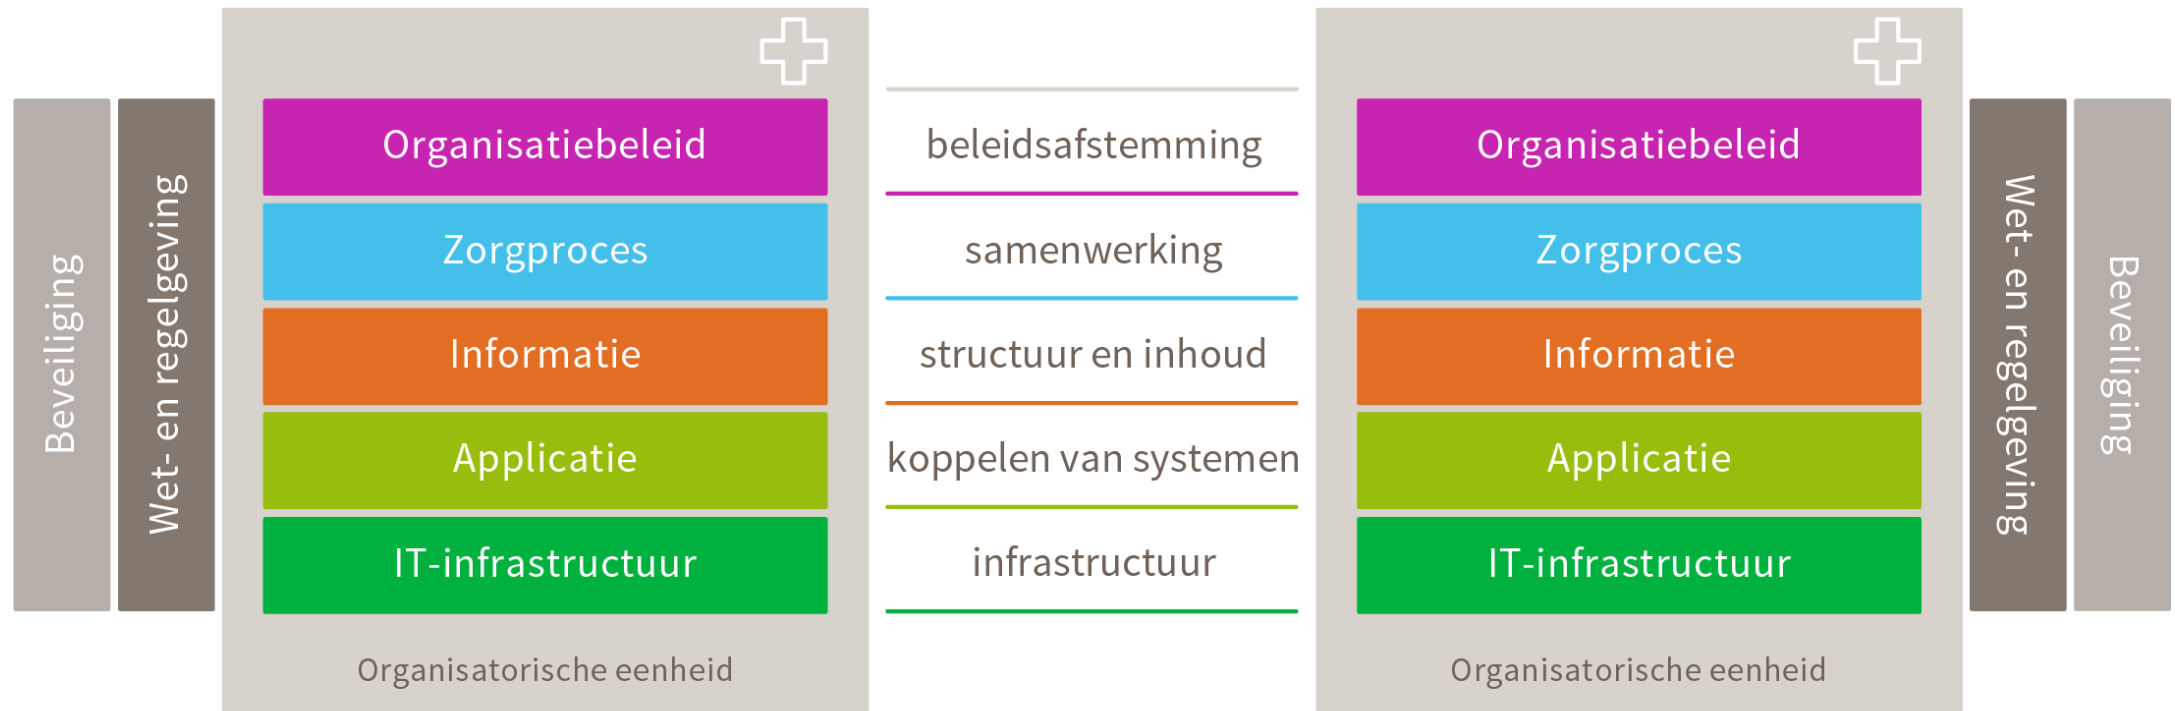 Beveiliging
Wet- en regelgeving
Organisatiebeleid
Zorgproces
Informatie
Applicatie
IT-infrastructuur
Organisatorische eenheid
beleidsafstemming
samenwerking
structuur en inhoud
koppelen van systemen
infrastructuur
Organisatiebeleid
Zorgproces
Informatie
Applicatie
IT-infrastructuur
Organisatorische eenheid
Wet- en regelgeving
Beveiliging